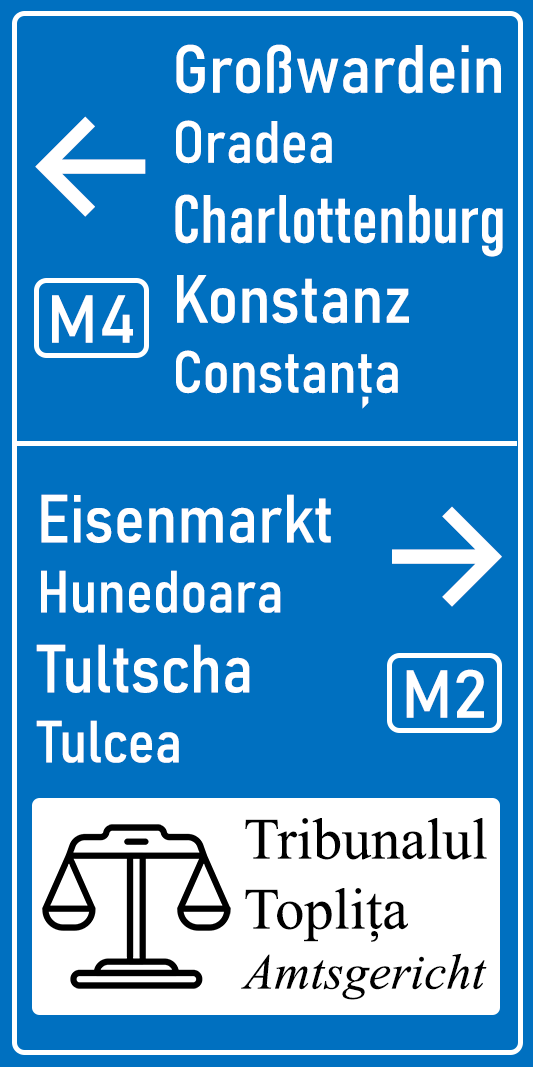 Großwardein
Oradea
Charlottenburg
M4
Konstanz
Constanța
Eisenmarkt
Hunedoara
Tultscha
M2
Tulcea
Tribunalul
Toplița
Amtsgericht